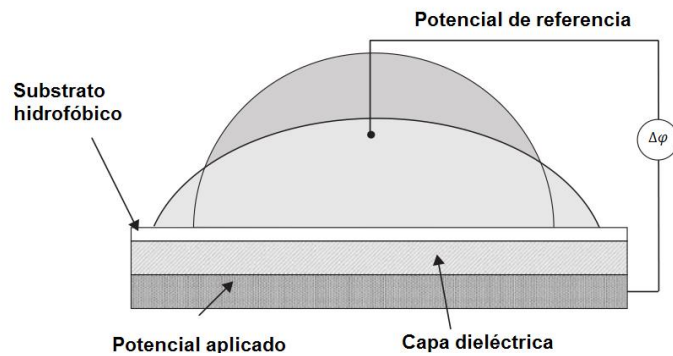 Potencial de referencia
Substrato
hidrofóbico
Δφ
Potencial aplicado
Capa dieléctrica